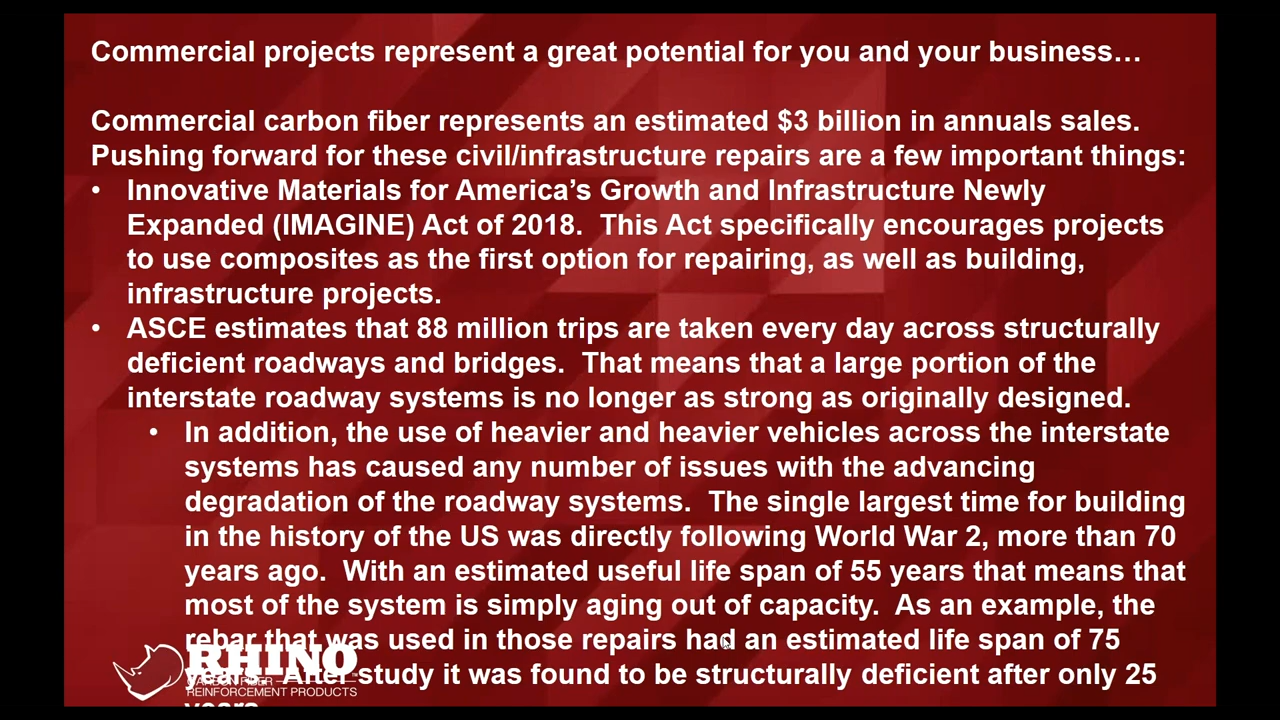 Commercial projects represent a great potential for you and your business…
Commercial carbon fiber represents an estimated $3 billion in annuals sales.
Pushing forward for these civil/infrastructure repairs are a few important things:
• Innovative Materials for America’s Growth and Infrastructure Newly
Expanded (IMAGINE) Act of 2018.  This Act specifically encourages projects
to use composites as the first option for repairing, as well as building,
infrastructure projects.
• ASCE estimates that 88 million trips are taken every day across structurally
deficient roadways and bridges.  That means that a large portion of the
interstate roadway systems is no longer as strong as originally designed.
• In addition, the use of heavier and heavier vehicles across the interstate
systems has caused any number of issues with the advancing
degradation of the roadway systems.  The single largest time for building
in the history of the US was directly following World War 2, more than 70
years ago.  With an estimated useful life span of 55 years that means that
most of the system is simply aging out of capacity.  As an example, the
rebar that was used in those repairs had an estimated life span of 75
years.  After study it was found to be structurally deficient after only 25
years
RHINO
CARBON FIBER
REINFORCEMENT PRODUCTS